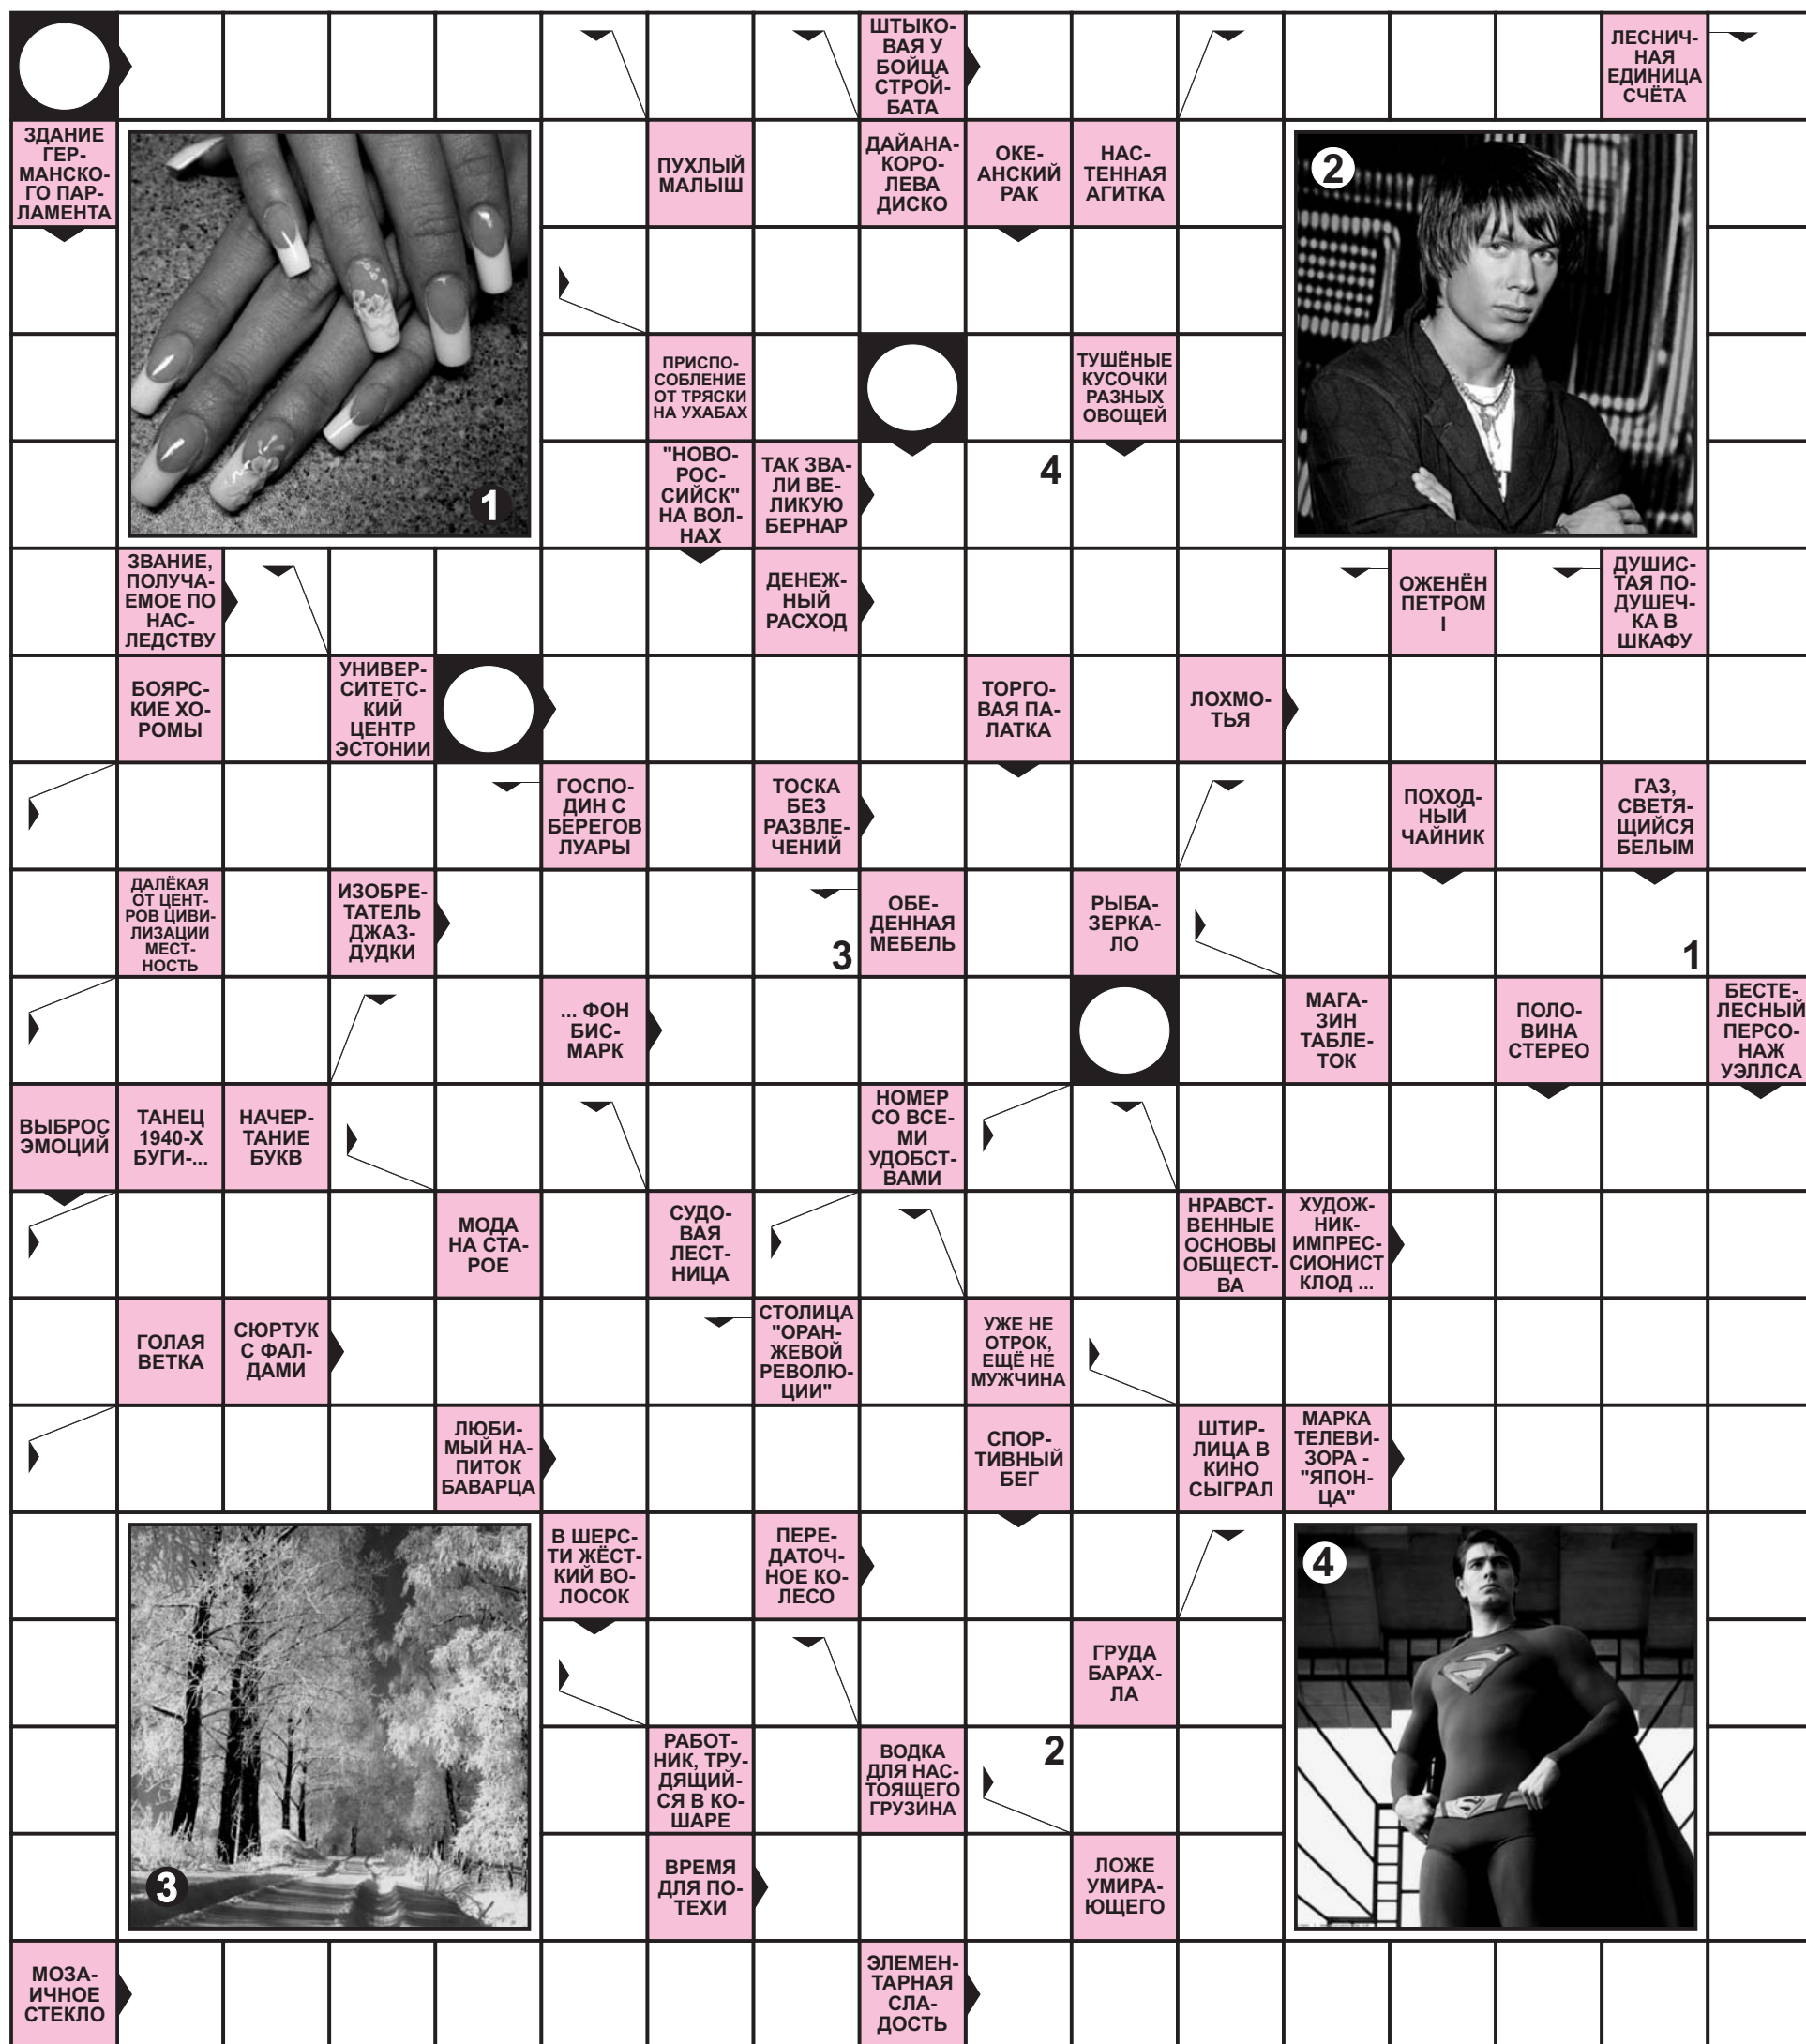 ШТЫКО-
ВАЯ У
БОЙЦА
СТРОЙ-
БАТА
ЛЕСНИЧ-
НАЯ
ЕДИНИЦА
СЧЁТА
ЗДАНИЕ
ГЕР-
МАНСКО-
ГО ПАР-
ЛАМЕНТА
ПУХЛЫЙ
МАЛЫШ
ДАЙАНА-
КОРО-
ЛЕВА
ДИСКО
ОКЕ-
АНСКИЙ
РАК
НАС-
ТЕННАЯ
АГИТКА
2
ПРИСПО-
СОБЛЕНИЕ
ОТ ТРЯСКИ
НА УХАБАХ
ТУШЁНЫЕ
КУСОЧКИ
РАЗНЫХ
ОВОЩЕЙ
1
"НОВО-
РОС-
СИЙСК"
НА ВОЛ-
НАХ
ТАК ЗВА-
ЛИ ВЕ-
ЛИКУЮ
БЕРНАР
4
ЗВАНИЕ,
ПОЛУЧА-
ЕМОЕ ПО
НАС-
ЛЕДСТВУ
ДЕНЕЖ-
НЫЙ
РАСХОД
ОЖЕНЁН
ПЕТРОМ
I
ДУШИС-
ТАЯ ПО-
ДУШЕЧ-
КА В
ШКАФУ
БОЯРС-
КИЕ ХО-
РОМЫ
УНИВЕР-
СИТЕТС-
КИЙ
ЦЕНТР
ЭСТОНИИ
ТОРГО-
ВАЯ ПА-
ЛАТКА
ЛОХМО-
ТЬЯ
ГОСПО-
ДИН С
БЕРЕГОВ
ЛУАРЫ
ТОСКА
БЕЗ
РАЗВЛЕ-
ЧЕНИЙ
ПОХОД-
НЫЙ
ЧАЙНИК
ГАЗ,
СВЕТЯ-
ЩИЙСЯ
БЕЛЫМ
ДАЛЁКАЯ
ОТ ЦЕНТ-
РОВ ЦИВИ-
ЛИЗАЦИИ
МЕСТ-
НОСТЬ
ИЗОБРЕ-
ТАТЕЛЬ
ДЖАЗ-
ДУДКИ
3
ОБЕ-
ДЕННАЯ
МЕБЕЛЬ
РЫБА-
ЗЕРКА-
ЛО
1
... ФОН
БИС-
МАРК
МАГА-
ЗИН
ТАБЛЕ-
ТОК
ПОЛО-
ВИНА
СТЕРЕО
БЕСТЕ-
ЛЕСНЫЙ
ПЕРСО-
НАЖ
УЭЛЛСА
ВЫБРОС
ЭМОЦИЙ
ТАНЕЦ
1940-Х
БУГИ-...
НАЧЕР-
ТАНИЕ
БУКВ
НОМЕР
СО ВСЕ-
МИ
УДОБСТ-
ВАМИ
МОДА
НА СТА-
РОЕ
СУДО-
ВАЯ
ЛЕСТ-
НИЦА
НРАВСТ-
ВЕННЫЕ
ОСНОВЫ
ОБЩЕСТ-
ВА
ХУДОЖ-
НИК-
ИМПРЕС-
СИОНИСТ
КЛОД ...
ГОЛАЯ
ВЕТКА
СЮРТУК
С ФАЛ-
ДАМИ
СТОЛИЦА
"ОРАН-
ЖЕВОЙ
РЕВОЛЮ-
ЦИИ"
УЖЕ НЕ
ОТРОК,
ЕЩЁ НЕ
МУЖЧИНА
ЛЮБИ-
МЫЙ НА-
ПИТОК
БАВАРЦА
СПОР-
ТИВНЫЙ
БЕГ
ШТИР-
ЛИЦА В
КИНО
СЫГРАЛ
МАРКА
ТЕЛЕВИ-
ЗОРА -
"ЯПОН-
ЦА"
В ШЕРС-
ТИ ЖЁСТ-
КИЙ ВО-
ЛОСОК
ПЕРЕ-
ДАТОЧ-
НОЕ КО-
ЛЕСО
4
ГРУДА
БАРАХ-
ЛА
РАБОТ-
НИК, ТРУ-
ДЯЩИЙ-
СЯ В КО-
ШАРЕ
ВОДКА
ДЛЯ НАС-
ТОЯЩЕГО
ГРУЗИНА
2
3
ВРЕМЯ
ДЛЯ ПО-
ТЕХИ
ЛОЖЕ
УМИРА-
ЮЩЕГО
МОЗА-
ИЧНОЕ
СТЕКЛО
ЭЛЕМЕН-
ТАРНАЯ
СЛА-
ДОСТЬ